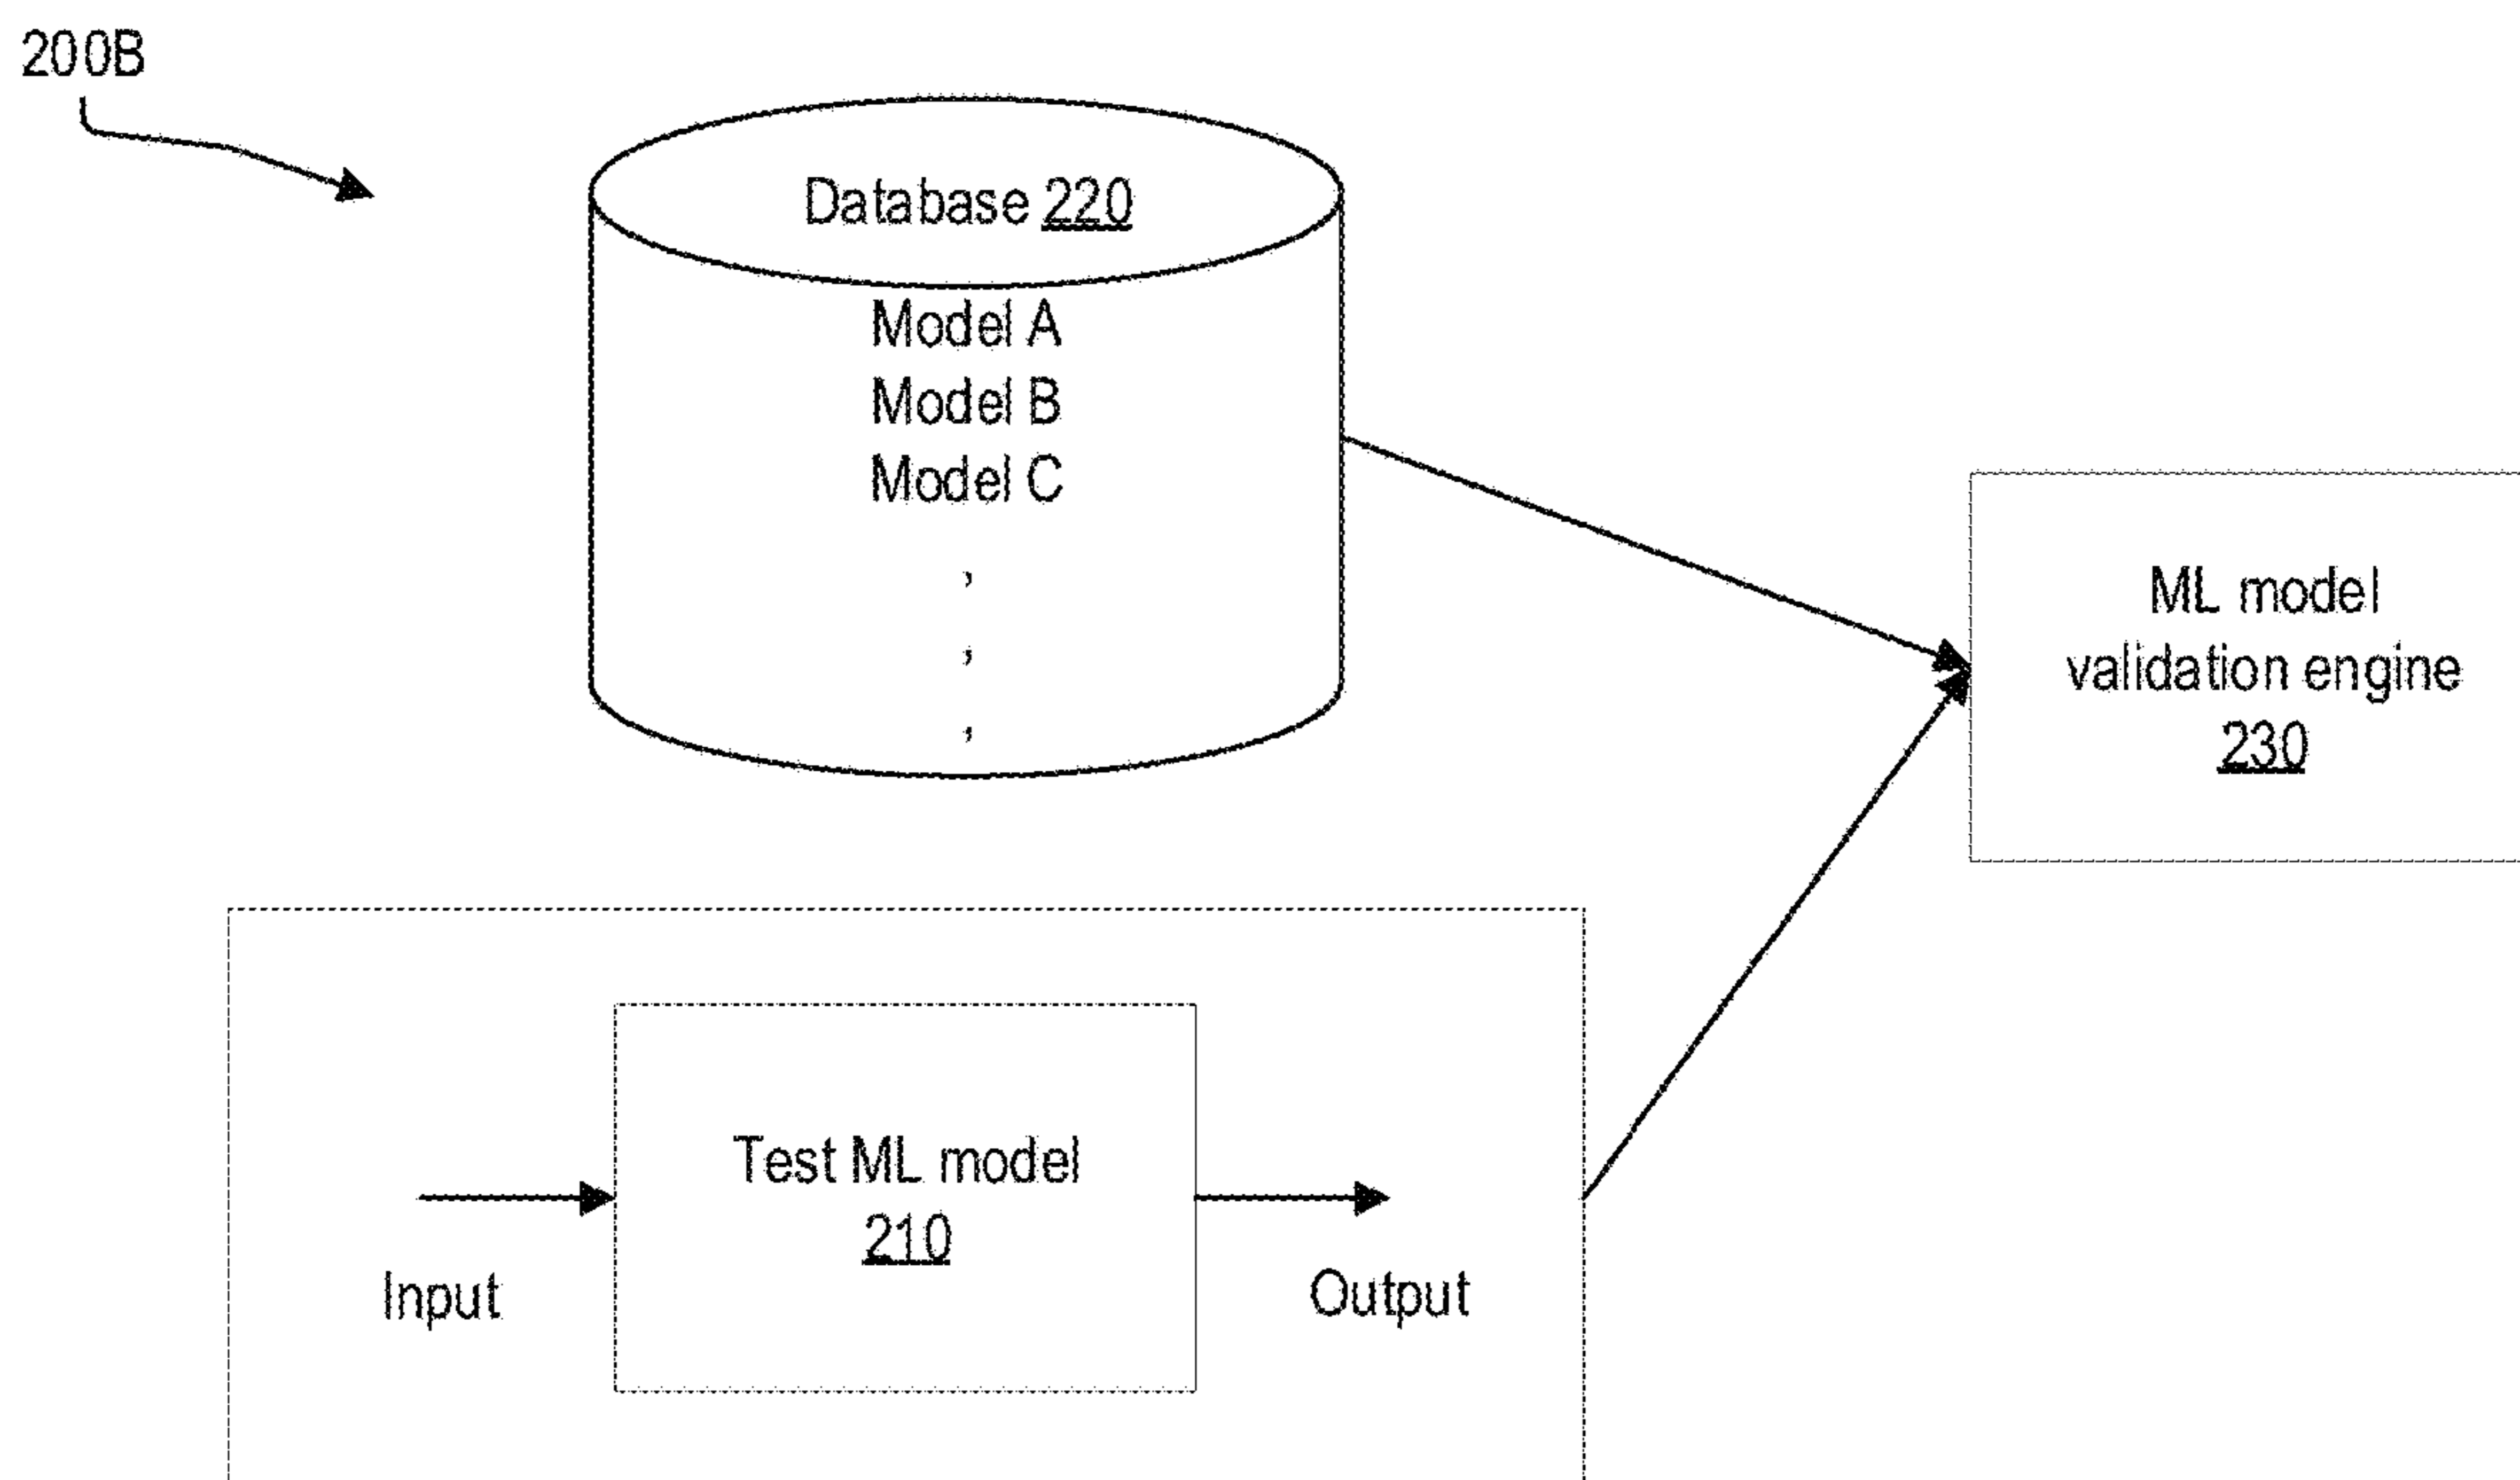 200B
Database 220
Model A
Model B
Model C
,
,
,
ML model
validation engine
230
Test ML model
210
Input
Output